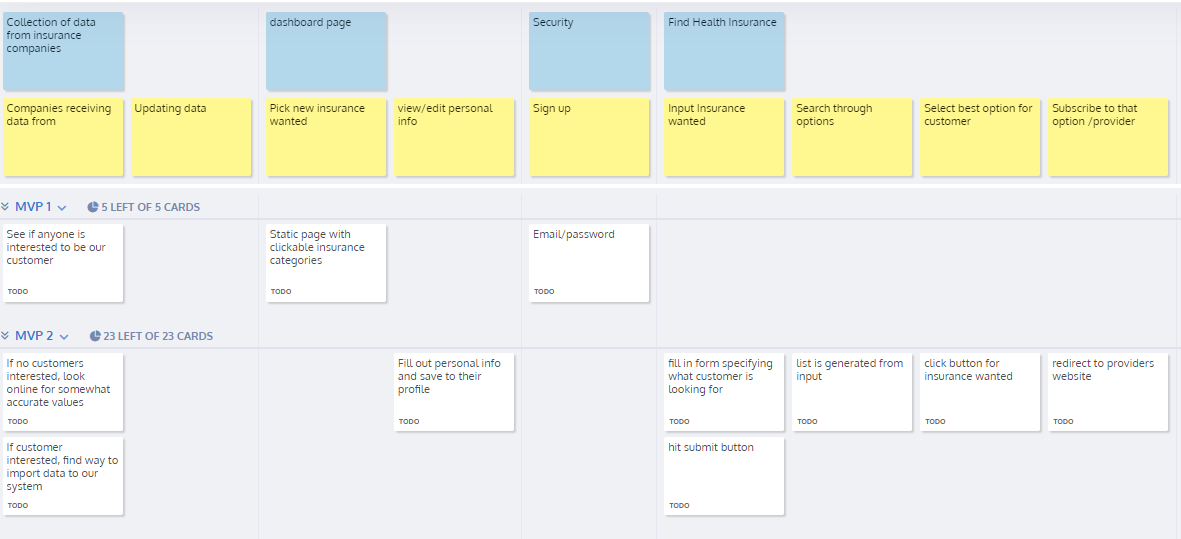 Collection of data
from insurance
companies
dashboard page
Security
Find Health Insurance
Companies receiving
data from
Updating data
Pick new insurance
wanted
view/edit personal
info
Sign up
Input Insurance
wanted
Search through
options
Select best option for
customer
Subscribe to that
option /provider
MVP 1
5 LEFT OF 5 CARDS
See if anyone is
interested to be our
customer
TODO
Static page with
clickable insurance
categories
TODO
Email/password
TODO
MVP 2
23 LEFT OF 23 CARDS
If no customers
interested, look
online for somewhat
accurate values
TODO
Fill out personal info
and save to their
profile
TODO
fill in form specifying
what customer is
looking for
TODO
list is generated from
input
TODO
click button for
insurance wanted
TODO
redirect to providers
website
TODO
If customer
interested, find way to
import data to our
system
TODO
hit submit button
TODO